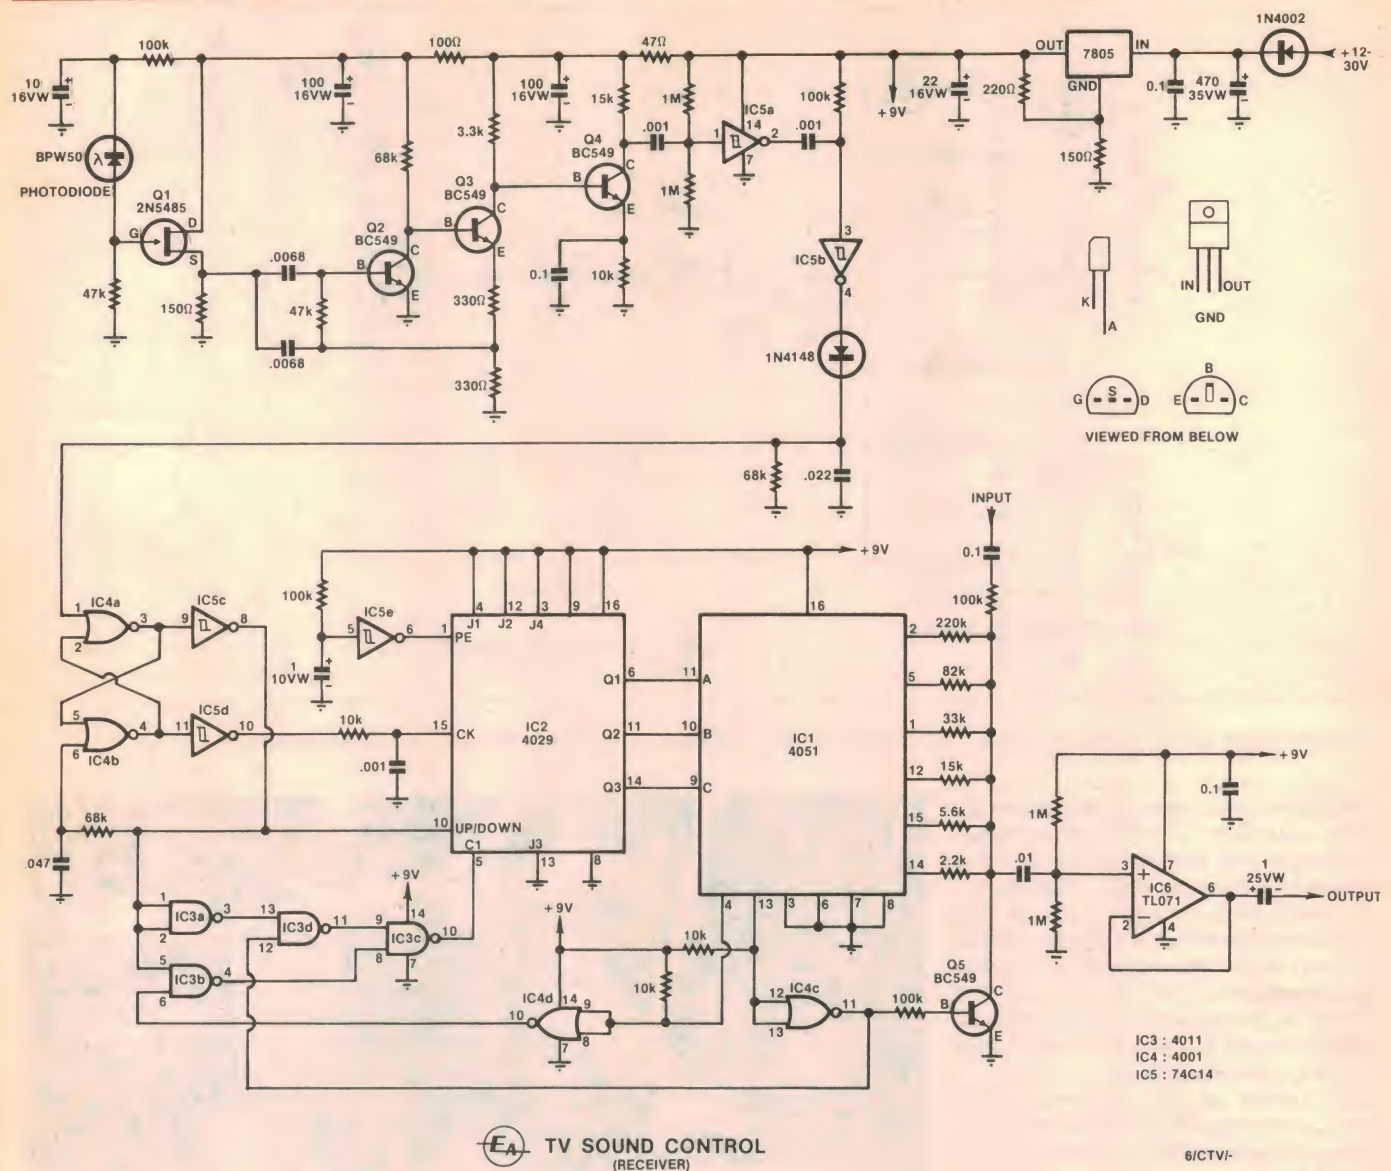 1N4002
100k
100Ω
47Ω
OUT
7805
IN
GND
+12-
30V
10
16VW
+
-
100
16VW
+
-
100
16VW
+
-
15k
1M
IC5a
14
1
2
7
.001
.001
100k
+9V
22
16VW
+
-
220Ω
0.1
470
35VW
+
-
3.3k
68k
BPW50
λ
PHOTODIODE
Q1
2N5485
D
G
S
Q2
BC549
B
C
E
Q3
BC549
B
C
E
Q4
BC549
B
C
E
1M
150Ω
3
IC5b
4
47k
150Ω
.0068
47k
.0068
330Ω
330Ω
0.1
10k
1N4148
K
A
IN
OUT
GND
G
S
D
B
E
C
VIEWED FROM BELOW
68k
.022
INPUT
0.1
100k
+9V
IC4a
1
2
3
9
IC5c
8
100k
1
10VW
+
-
5
IC5e
6
1
PE
4
J1
12
J2
3
J4
9
16
16
Q1
6
11
A
Q2
11
10
B
Q3
14
9
C
IC2
4029
IC1
4051
2
220k
5
82k
1
33k
12
15k
15
5.6k
14
2.2k
5
6
IC4b
4
11
IC5d
10
10k
.001
15
CK
10
UP/DOWN
C1
5
J3
13
8
68k
.047
4
13
3
6
7
8
+9V
0.1
1M
.01
1M
3
+
2
-
7
IC6
TL071
6
4
1
25VW
+
-
OUTPUT
1
2
IC3a
3
13
12
IC3d
11
+9V
9
8
14
IC3c
10
7
5
6
IC3b
4
+9V
10k
10k
IC4d
14
9
8
10
7
12
13
IC4c
11
100k
Q5
BC549
B
C
E
IC3 : 4011
IC4 : 4001
IC5 : 74C14
EA
TV SOUND CONTROL
(RECEIVER)
6/CTV/-